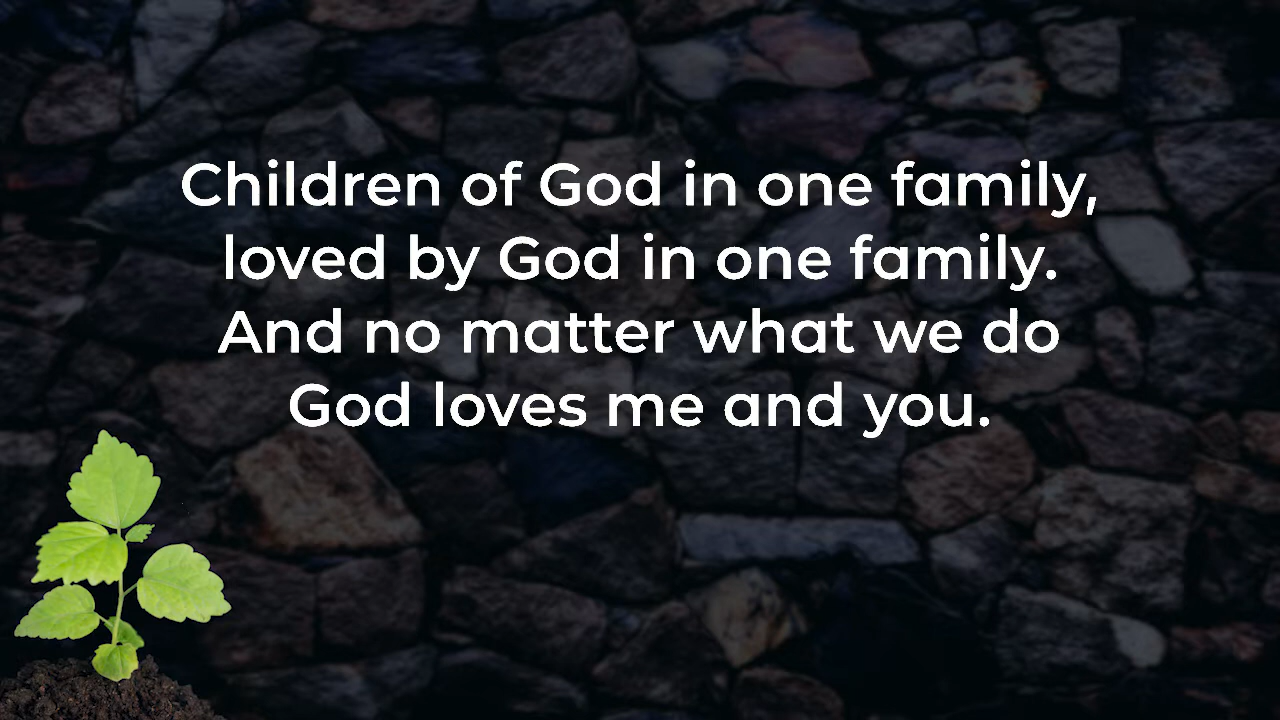 Children of God in one family,
loved by God in one family.
And no matter what we do
God loves me and you.